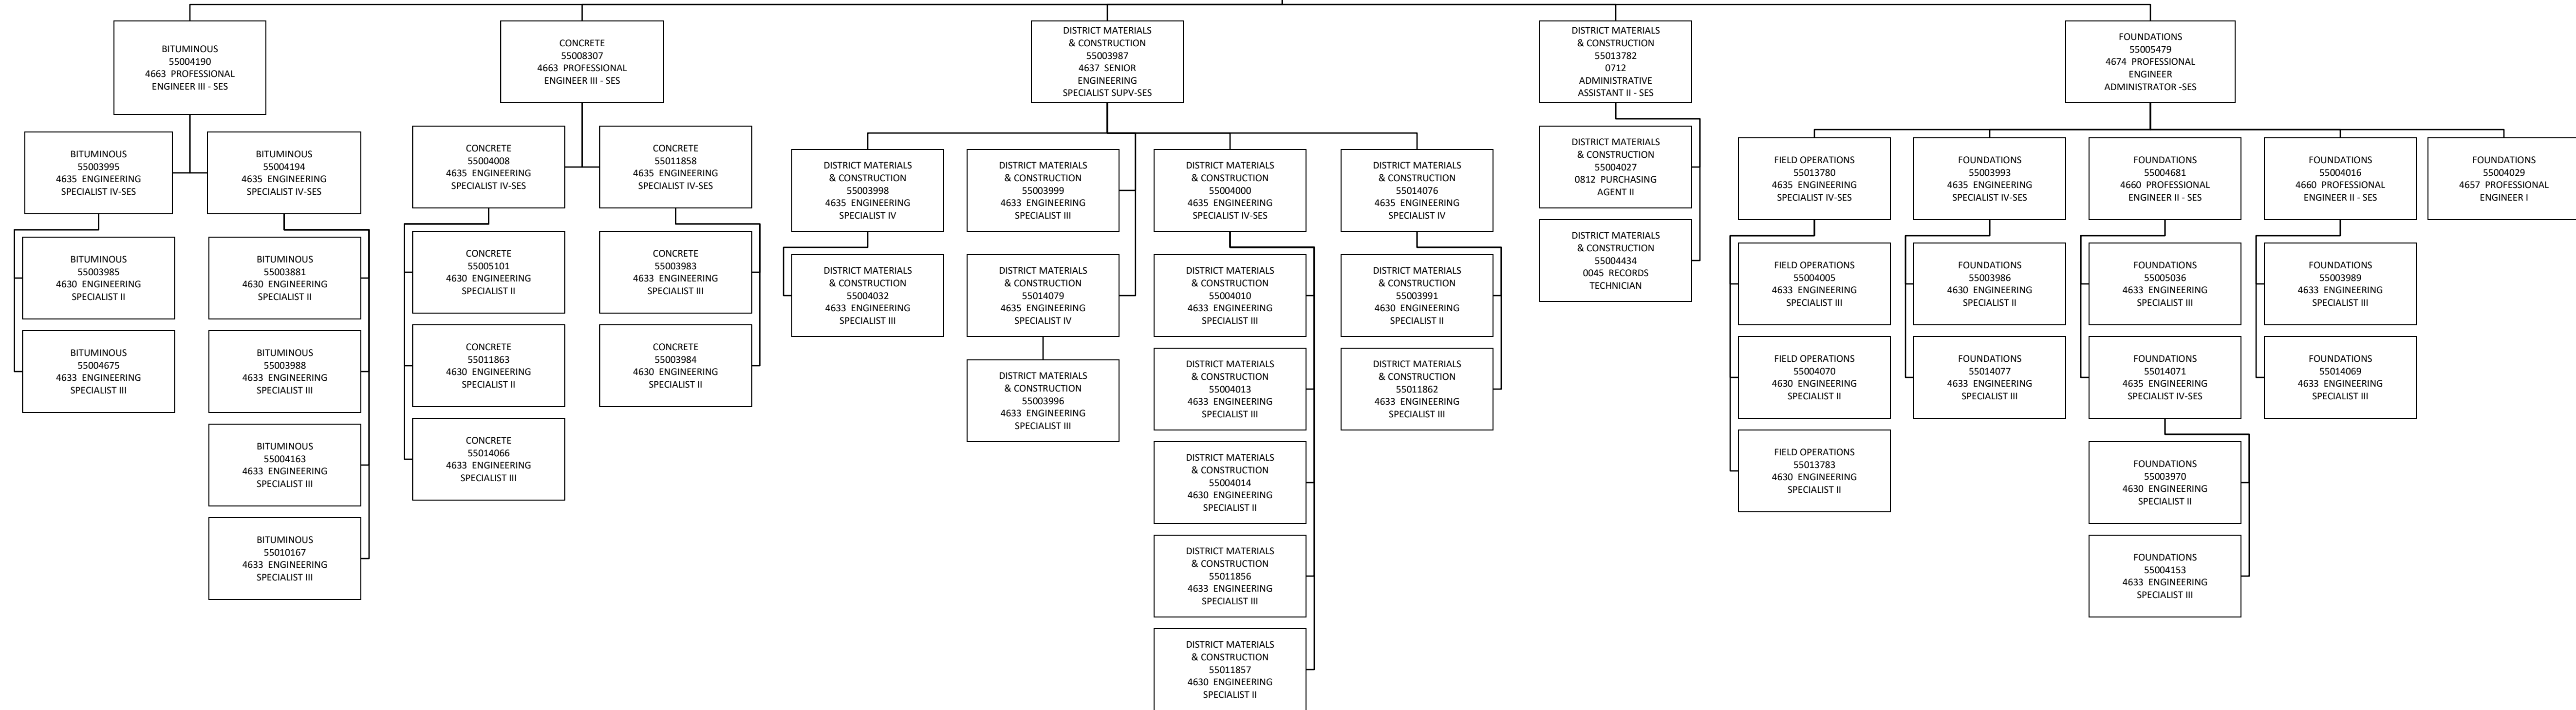 BITUMINOUS
55004190
4663 PROFESSIONAL
ENGINEER III - SES
CONCRETE
55008307
4663 PROFESSIONAL
ENGINEER III - SES
DISTRICT MATERIALS
& CONSTRUCTION
55003987
4637 SENIOR
ENGINEERING
SPECIALIST SUPV-SES
DISTRICT MATERIALS
& CONSTRUCTION
55013782
0712
ADMINISTRATIVE
ASSISTANT II - SES
FOUNDATIONS
55005479
4674 PROFESSIONAL
ENGINEER
ADMINISTRATOR -SES
BITUMINOUS
55003995
4635 ENGINEERING
SPECIALIST IV-SES
BITUMINOUS
55004194
4635 ENGINEERING
SPECIALIST IV-SES
BITUMINOUS
55003985
4630 ENGINEERING
SPECIALIST II
BITUMINOUS
55004675
4633 ENGINEERING
SPECIALIST III
BITUMINOUS
55003881
4630 ENGINEERING
SPECIALIST II
BITUMINOUS
55003988
4633 ENGINEERING
SPECIALIST III
BITUMINOUS
55004163
4633 ENGINEERING
SPECIALIST III
BITUMINOUS
55010167
4633 ENGINEERING
SPECIALIST III
CONCRETE
55004008
4635 ENGINEERING
SPECIALIST IV-SES
CONCRETE
55011858
4635 ENGINEERING
SPECIALIST IV-SES
CONCRETE
55005101
4630 ENGINEERING
SPECIALIST II
CONCRETE
55011863
4630 ENGINEERING
SPECIALIST II
CONCRETE
55014066
4633 ENGINEERING
SPECIALIST III
CONCRETE
55003983
4633 ENGINEERING
SPECIALIST III
CONCRETE
55003984
4630 ENGINEERING
SPECIALIST II
DISTRICT MATERIALS
& CONSTRUCTION
55003998
4635 ENGINEERING
SPECIALIST IV
DISTRICT MATERIALS
& CONSTRUCTION
55004032
4633 ENGINEERING
SPECIALIST III
DISTRICT MATERIALS
& CONSTRUCTION
55003999
4633 ENGINEERING
SPECIALIST III
DISTRICT MATERIALS
& CONSTRUCTION
55014079
4635 ENGINEERING
SPECIALIST IV
DISTRICT MATERIALS
& CONSTRUCTION
55003996
4633 ENGINEERING
SPECIALIST III
DISTRICT MATERIALS
& CONSTRUCTION
55004000
4635 ENGINEERING
SPECIALIST IV-SES
DISTRICT MATERIALS
& CONSTRUCTION
55004010
4633 ENGINEERING
SPECIALIST III
DISTRICT MATERIALS
& CONSTRUCTION
55004013
4633 ENGINEERING
SPECIALIST III
DISTRICT MATERIALS
& CONSTRUCTION
55004014
4630 ENGINEERING
SPECIALIST II
DISTRICT MATERIALS
& CONSTRUCTION
55011856
4633 ENGINEERING
SPECIALIST III
DISTRICT MATERIALS
& CONSTRUCTION
55011857
4630 ENGINEERING
SPECIALIST II
DISTRICT MATERIALS
& CONSTRUCTION
55014076
4635 ENGINEERING
SPECIALIST IV
DISTRICT MATERIALS
& CONSTRUCTION
55003991
4630 ENGINEERING
SPECIALIST II
DISTRICT MATERIALS
& CONSTRUCTION
55011862
4633 ENGINEERING
SPECIALIST III
DISTRICT MATERIALS
& CONSTRUCTION
55004027
0812 PURCHASING
AGENT II
DISTRICT MATERIALS
& CONSTRUCTION
55004434
0045 RECORDS
TECHNICIAN
FIELD OPERATIONS
55013780
4635 ENGINEERING
SPECIALIST IV-SES
FIELD OPERATIONS
55004005
4633 ENGINEERING
SPECIALIST III
FIELD OPERATIONS
55004070
4630 ENGINEERING
SPECIALIST II
FIELD OPERATIONS
55013783
4630 ENGINEERING
SPECIALIST II
FOUNDATIONS
55003993
4635 ENGINEERING
SPECIALIST IV-SES
FOUNDATIONS
55003986
4630 ENGINEERING
SPECIALIST II
FOUNDATIONS
55014077
4633 ENGINEERING
SPECIALIST III
FOUNDATIONS
55004681
4660 PROFESSIONAL
ENGINEER II - SES
FOUNDATIONS
55005036
4633 ENGINEERING
SPECIALIST III
FOUNDATIONS
55014071
4635 ENGINEERING
SPECIALIST IV-SES
FOUNDATIONS
55003970
4630 ENGINEERING
SPECIALIST II
FOUNDATIONS
55004153
4633 ENGINEERING
SPECIALIST III
FOUNDATIONS
55004016
4660 PROFESSIONAL
ENGINEER II - SES
FOUNDATIONS
55003989
4633 ENGINEERING
SPECIALIST III
FOUNDATIONS
55014069
4633 ENGINEERING
SPECIALIST III
FOUNDATIONS
55004029
4657 PROFESSIONAL
ENGINEER I